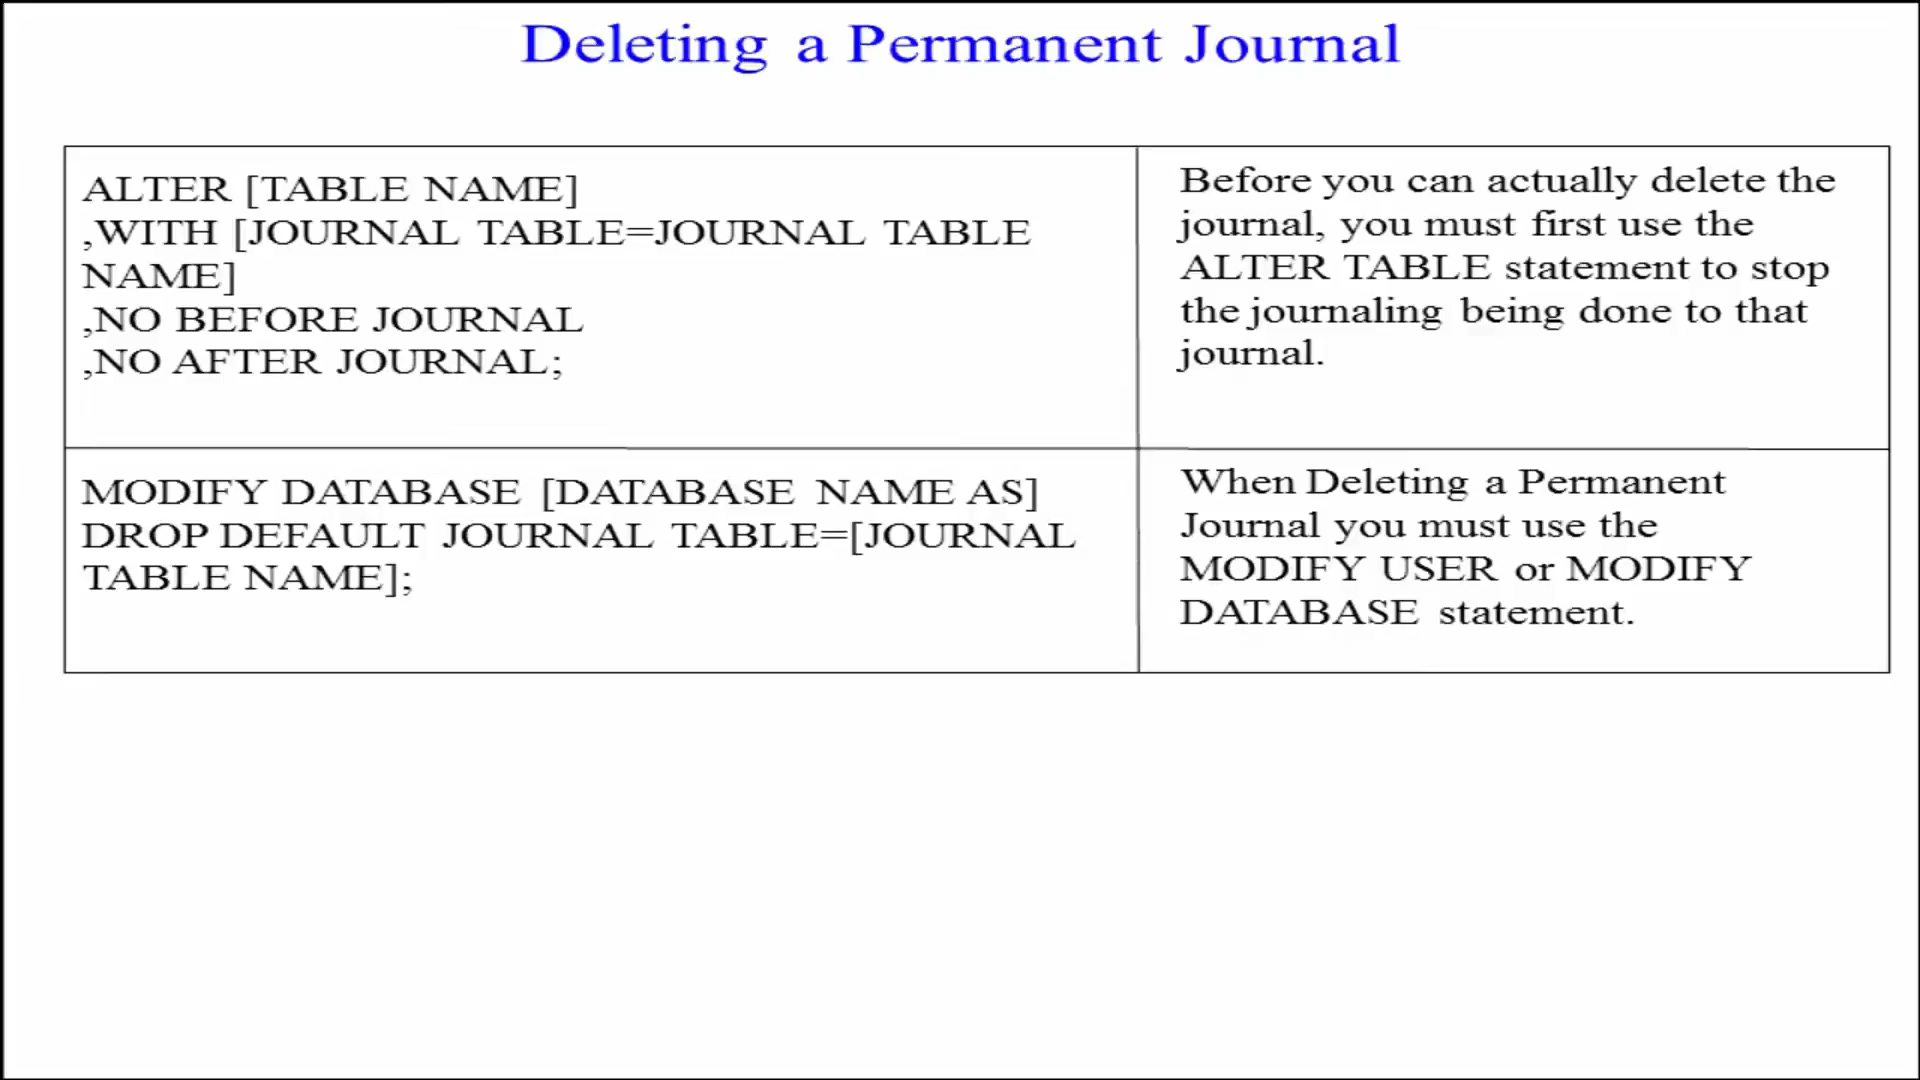 Deleting a Permanent Journal
ALTER [TABLE NAME]
,WITH [JOURNAL TABLE=JOURNAL TABLE
NAME]
,NO BEFORE JOURNAL
,NO AFTER JOURNAL;
Before you can actually delete the
journal, you must first use the
ALTER TABLE statement to stop
the journaling being done to that
journal.
MODIFY DATABASE [DATABASE NAME AS]
DROP DEFAULT JOURNAL TABLE=[JOURNAL
TABLE NAME];
When Deleting a Permanent
Journal you must use the
MODIFY USER or MODIFY
DATABASE statement.